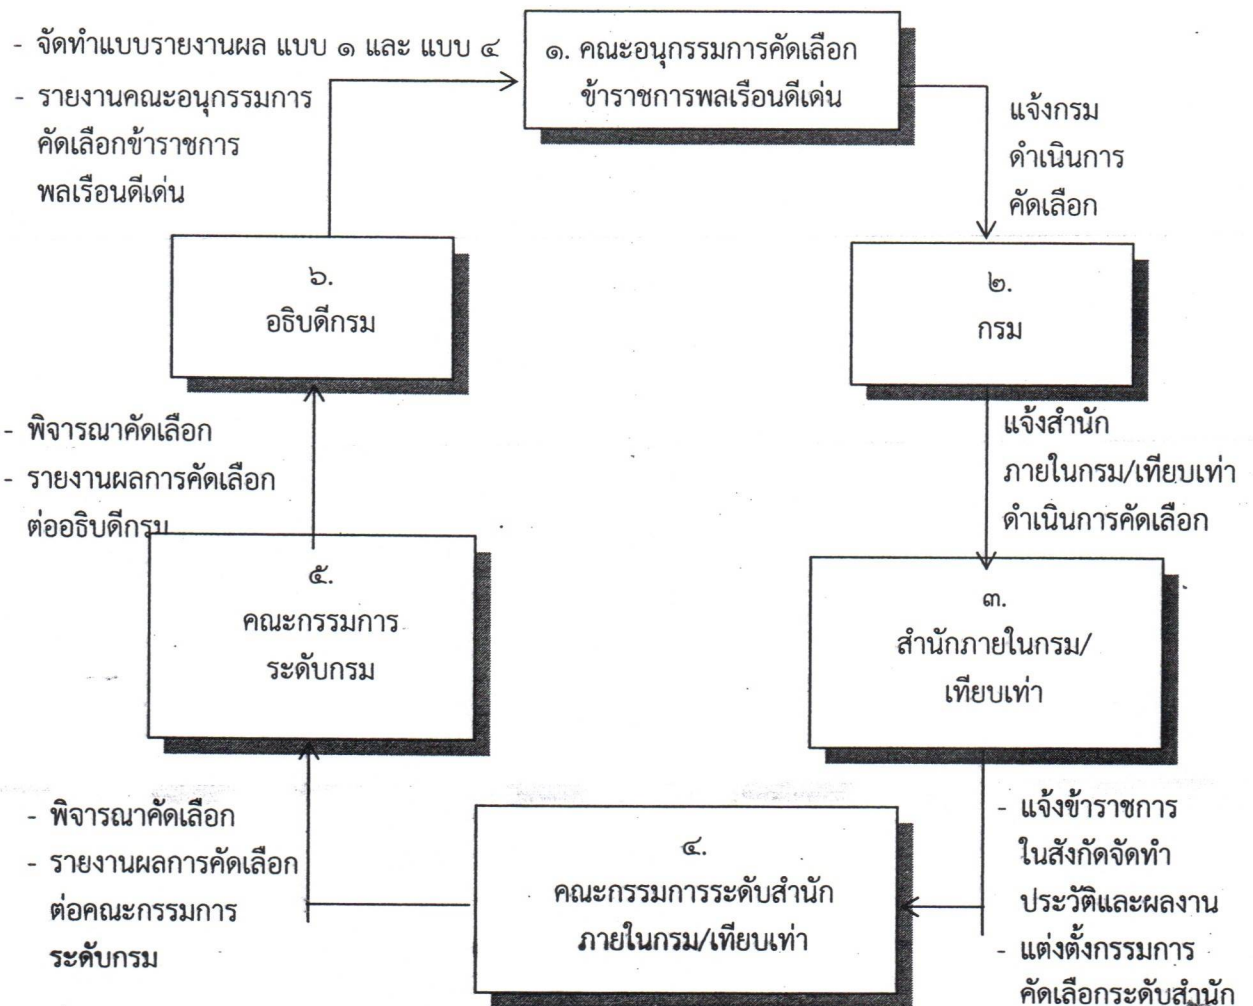 - จัดทำแบบรายงานผล แบบ ๑ และ แบบ ๔
- รายงานคณะอนุกรรมการ
คัดเลือกข้าราชการ
พลเรือนดีเด่น
๑. คณะอนุกรรมการคัดเลือก
ข้าราชการพลเรือนดีเด่น
แจ้งกรม
ดำเนินการ
คัดเลือก
๒.
กรม
แจ้งสำนัก
ภายในกรม/เทียบเท่า
ดำเนินการคัดเลือก
๓.
สำนักภายในกรม/
เทียบเท่า
- แจ้งข้าราชการ
ในสังกัดจัดทำ
ประวัติและผลงาน
- แต่งตั้งกรรมการ
คัดเลือกระดับสำนัก
๔.
คณะกรรมการระดับสำนัก
ภายในกรม/เทียบเท่า
- พิจารณาคัดเลือก
- รายงานผลการคัดเลือก
ต่อคณะกรรมการ
ระดับกรม
๕.
คณะกรรมการ
ระดับกรม
- พิจารณาคัดเลือก
- รายงานผลการคัดเลือก
ต่ออธิบดีกรม
๖.
อธิบดีกรม